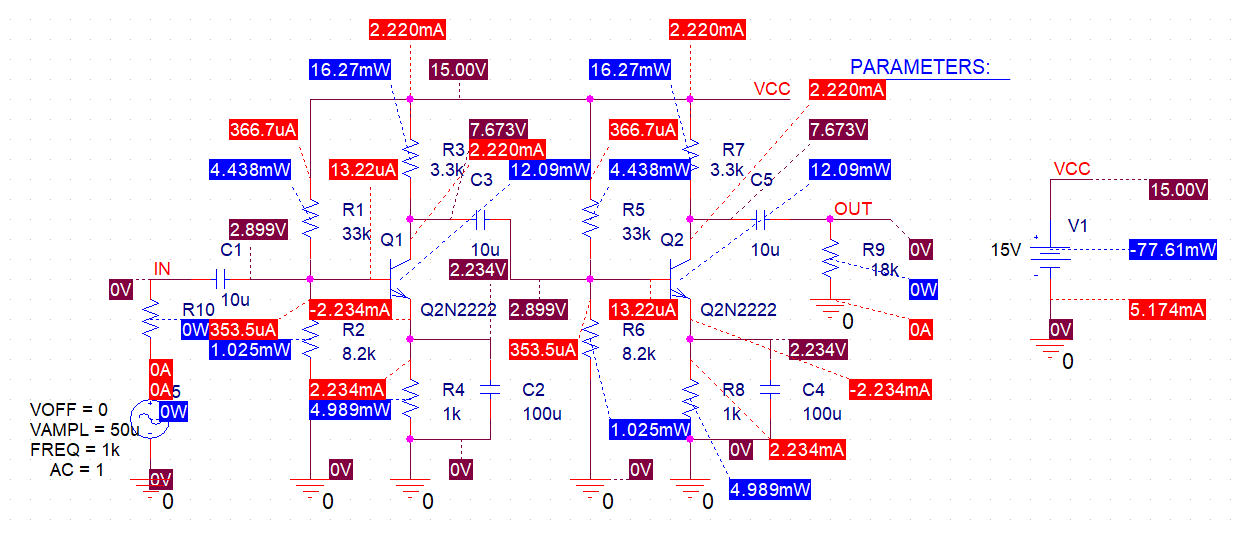 2.220mA 2.220mA
16.27mW 15.00V 16.27mW PARAMETERS:
VCC 2.220mA
366.7uA 7.673V 366.7uA 7.673V
R3 2.220mA R7
4.438mW 13.22uA 3.3k 12.09mW 4.438mW 3.3k 12.09mW VCC
C3 C5 15.00V
R1 R5 OUT
2.899V 33k 33k V1
C1 Q1 10u Q2 10u 0V R9 15V -77.61mW
IN 2.234V 18k
0V 10u 0W
R10 -2.234mA Q2N2222 2.899V 13.22uA Q2N2222 5.174mA
0W 353.5uA R2 R6 0 0A 0V
1.025mW 8.2k 353.5uA 8.2k 2.234V 0
0A
0A 2.234mA R4 C2 R8 C4 -2.234mA
5
VOFF = 0 0W 4.989mW 1k 100u 1k 100u
VAMPL = 50u 1.025mW
FREQ = 1k 0V 2.234mA
AC = 1 0V 0V 0V
0V 4.989mW
0 0 0 0 0